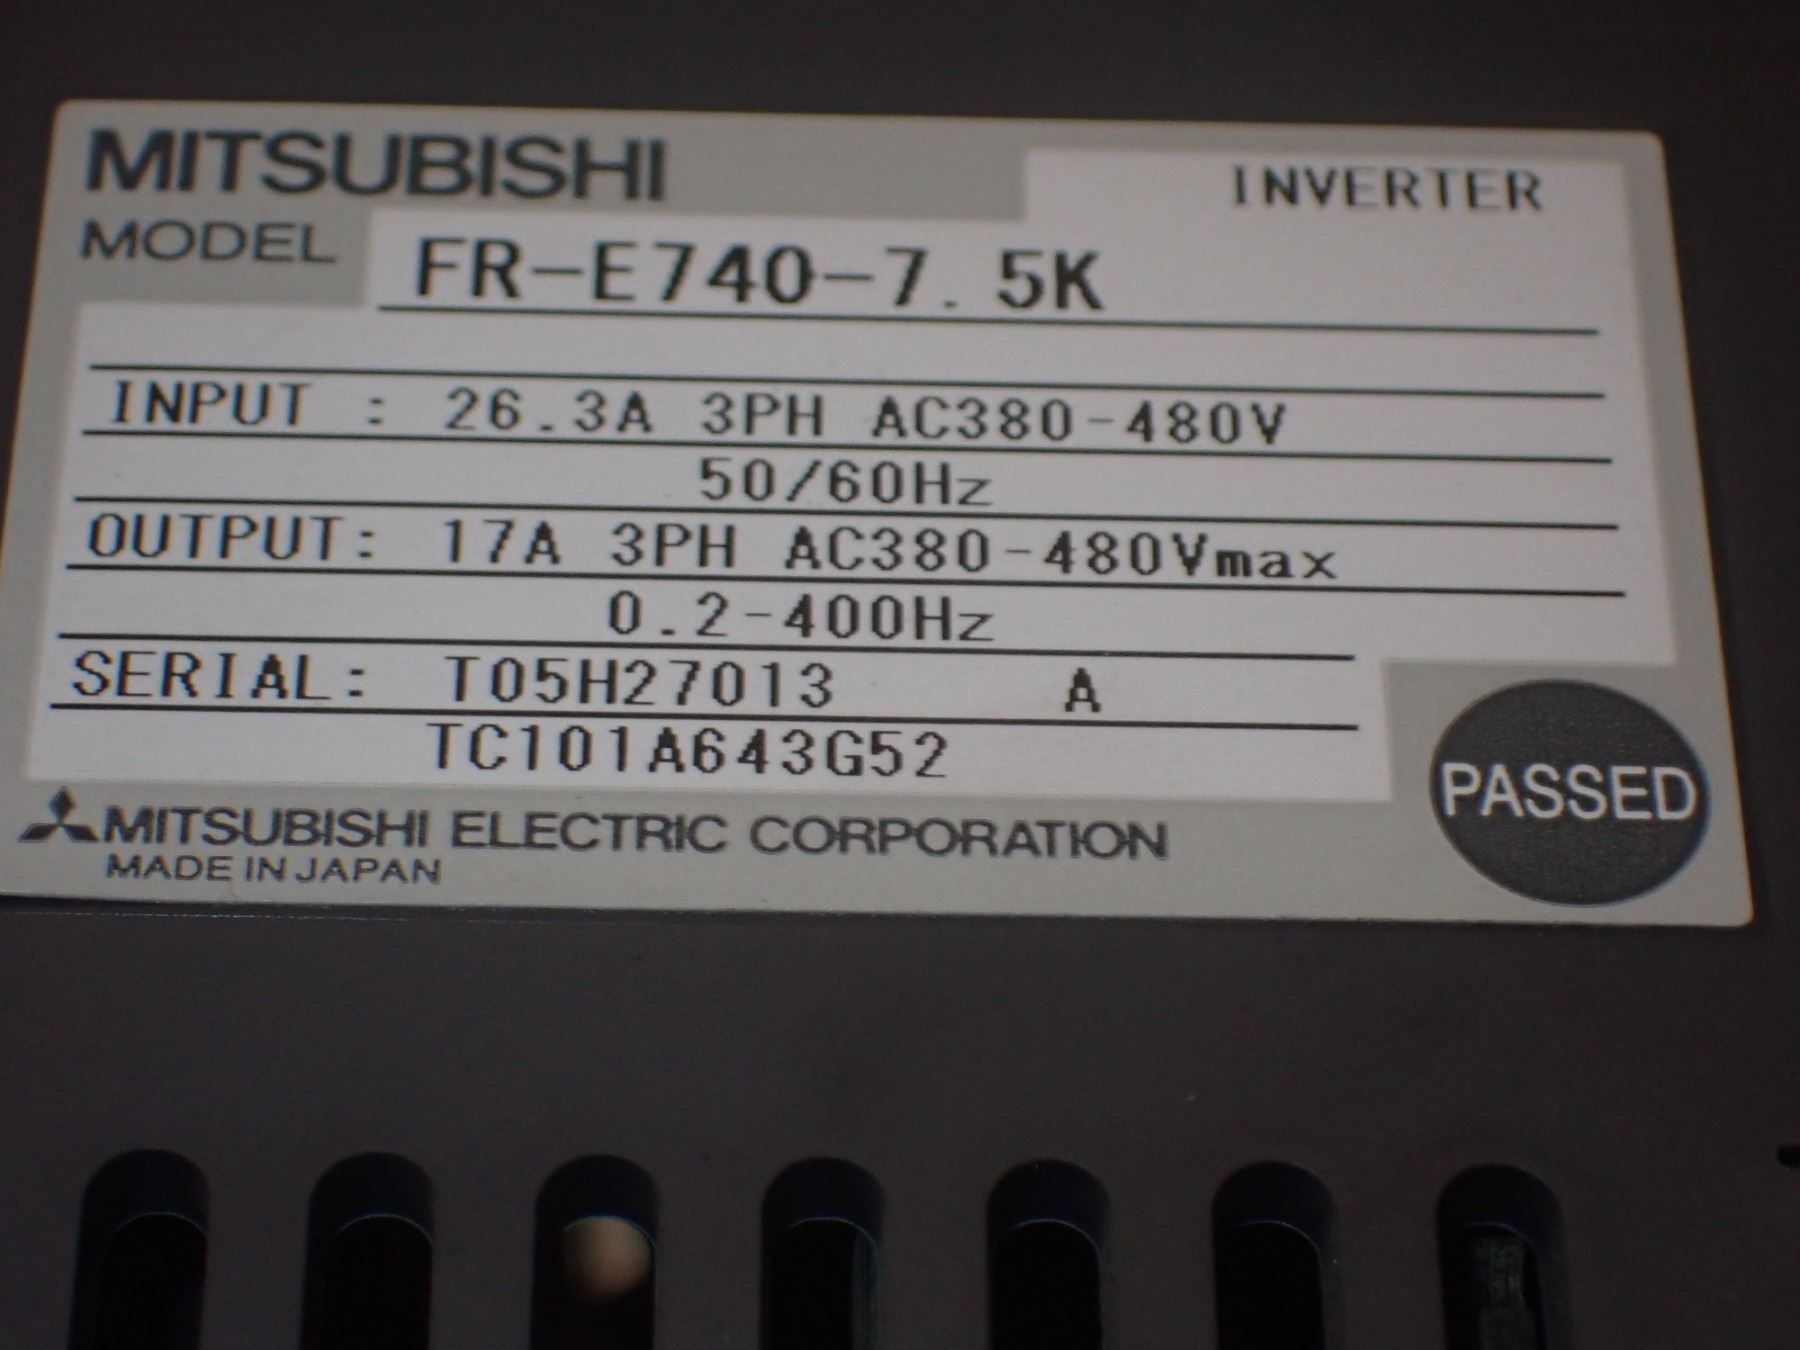 MITSUBISHI
INVERTER
MODEL FR-E740-7.5K
INPUT : 26.3A 3PH AC380-480V
50/60Hz
OUTPUT: 17A 3PH AC380-480Vmax
0.2-400Hz
SERIAL: T05H27013 A
TC101A643G52
PASSED
MITSUBISHI ELECTRIC CORPORATION
MADE IN JAPAN